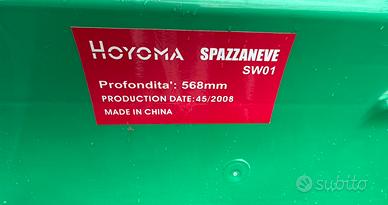 HOYOMA SPAZZANEVE
SW01
Profondita': 568mm
PRODUCTION DATE: 45/2008
MADE IN CHINA
subito